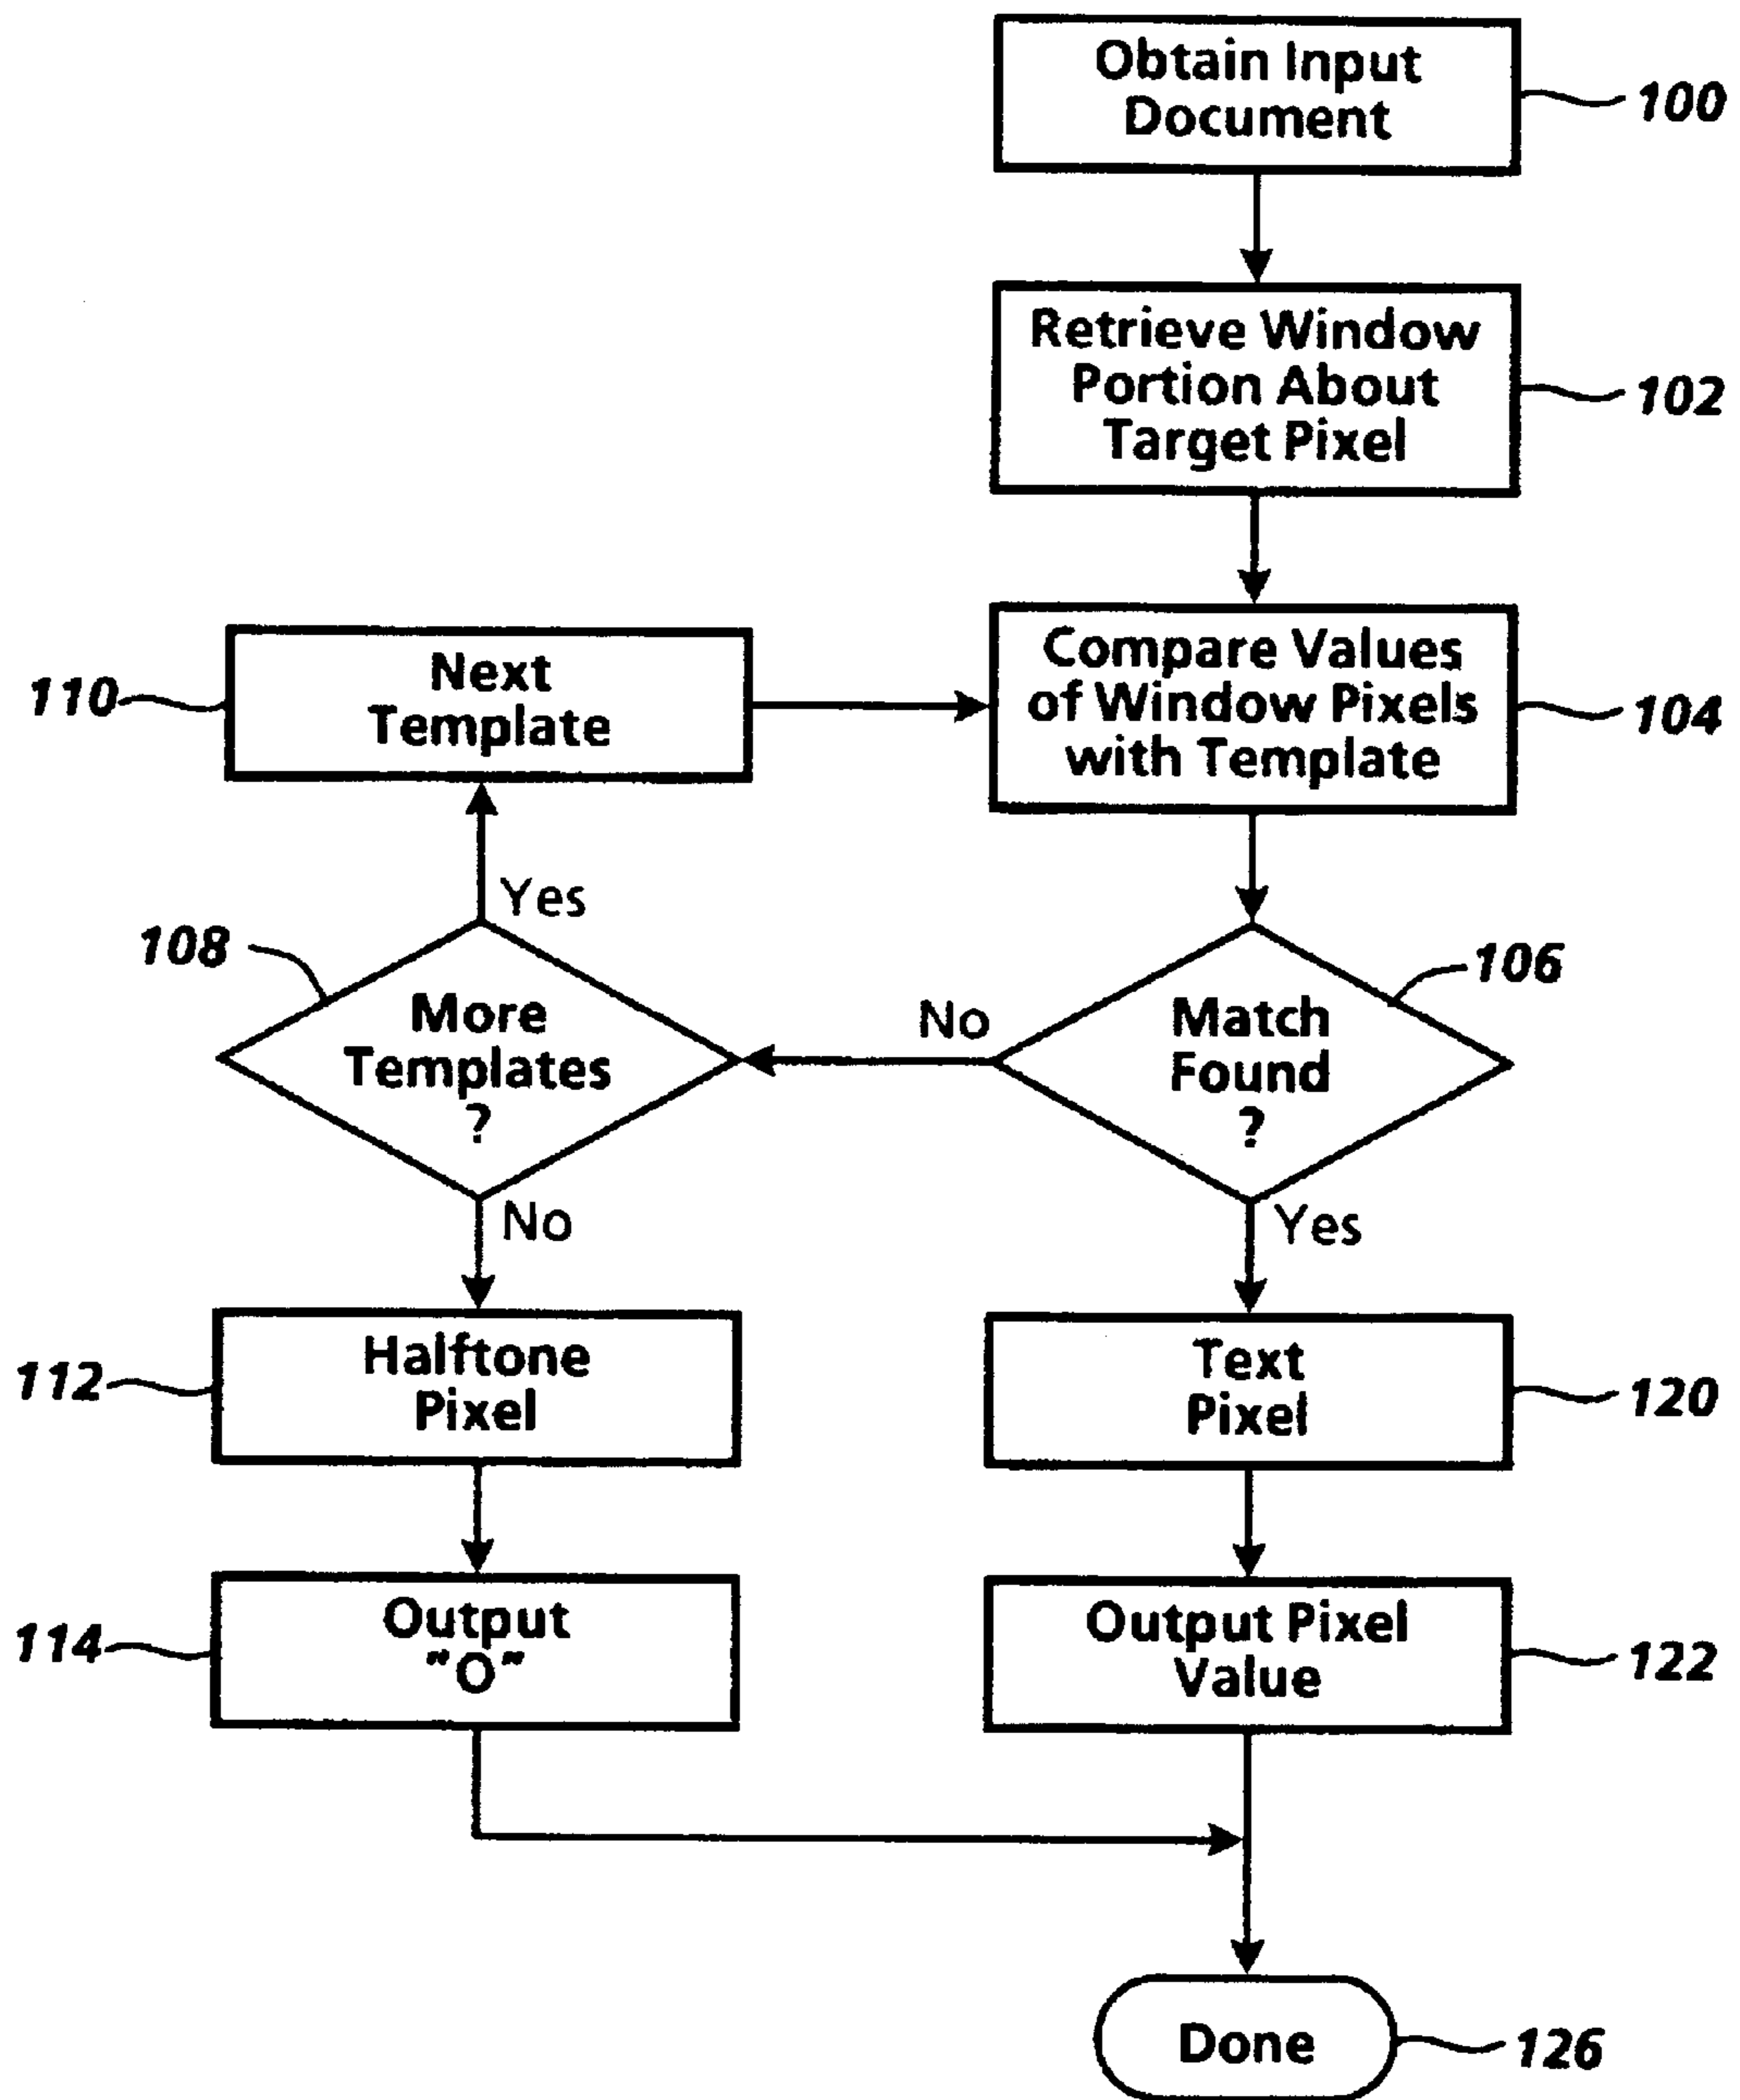 Obtain Input
Document
100
Retrieve Window
Portion About
Target Pixel
102
Next
Template
110
Compare Values
of Window Pixels
with Template
104
Yes
108
More
Templates
?
No
106
Match
Found
?
No
Yes
Halftone
Pixel
112
Text
Pixel
120
Output
"O"
114
Output Pixel
Value
122
Done
126